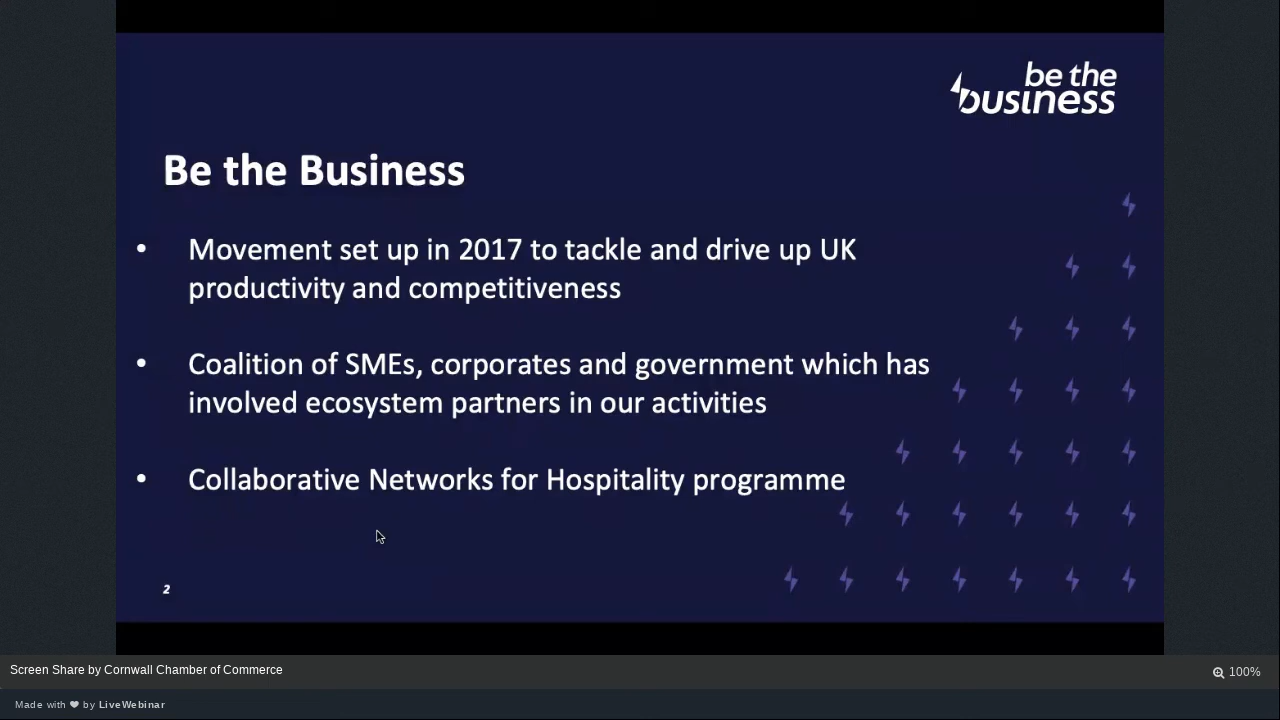 be the
business
Be the Business
• Movement set up in 2017 to tackle and drive up UK
productivity and competitiveness
• Coalition of SMEs, corporates and government which has
involved ecosystem partners in our activities
• Collaborative Networks for Hospitality programme
2
Screen Share by Cornwall Chamber of Commerce
100%
Made with ❤ by LiveWebinar